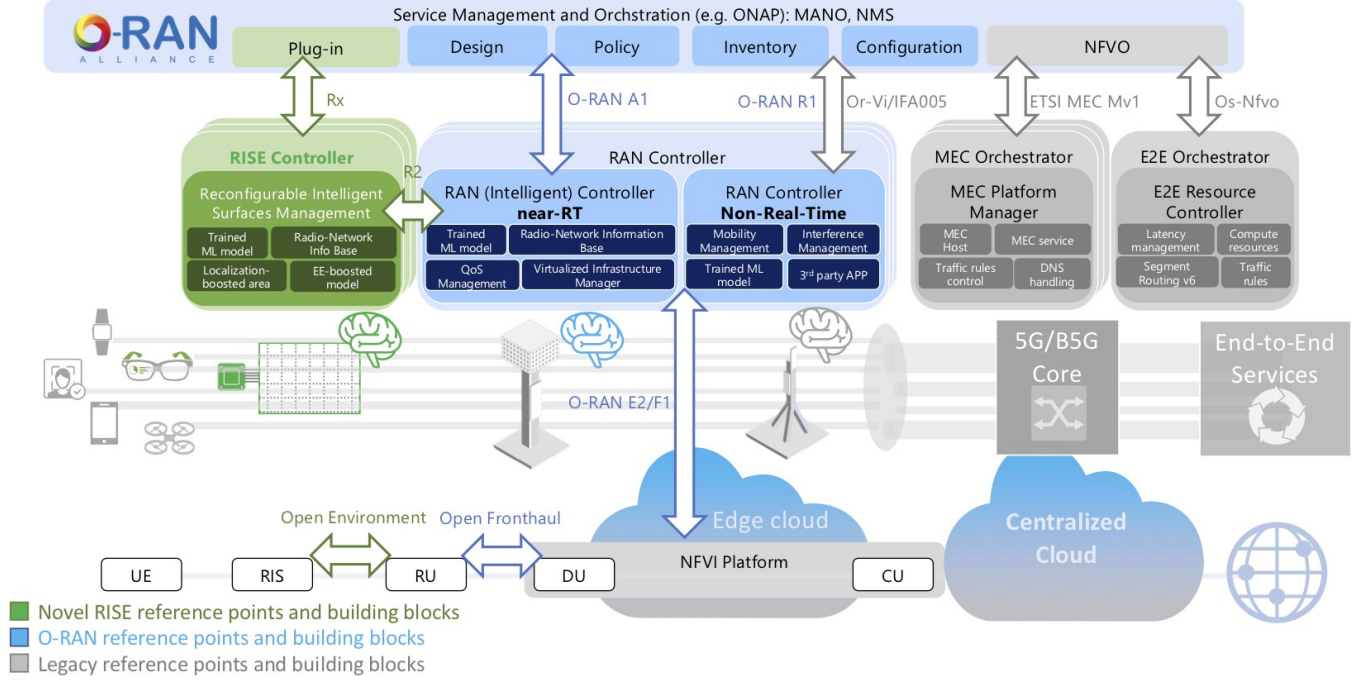 Service Management and Orchstration (e.g. ONAP): MANO, NMS
O-RAN
ALLIANCE
Plug-in
Design
Policy
Inventory
Configuration
NFVO
Rx
O-RAN A1
O-RAN R1
Or-Vi/IFA005
ETSI MEC Mv1
Os-Nfvo
RISE Controller
Reconfigurable Intelligent
Surfaces Management
Trained
ML model
Radio-Network
Info Base
Localization-
boosted area
EE-boosted
model
R2
RAN Controller
RAN (Intelligent) Controller
near-RT
Trained
ML model
Radio-Network Information
Base
QoS
Management
Virtualized Infrastructure
Manager
RAN Controller
Non-Real-Time
Mobility
Management
Interference
Management
Trained ML
model
3rd party APP
MEC Orchestrator
MEC Platform
Manager
MEC
Host
MEC service
Traffic rules
control
DNS
handling
E2E Orchestrator
E2E Resource
Controller
Latency
management
Compute
resources
Segment
Routing v6
Traffic
rules
O-RAN E2/F1
5G/B5G
Core
End-to-End
Services
Open Environment
Open Fronthaul
Edge cloud
Centralized
Cloud
NFVI Platform
UE
RIS
RU
DU
CU
Novel RISE reference points and building blocks
O-RAN reference points and building blocks
Legacy reference points and building blocks